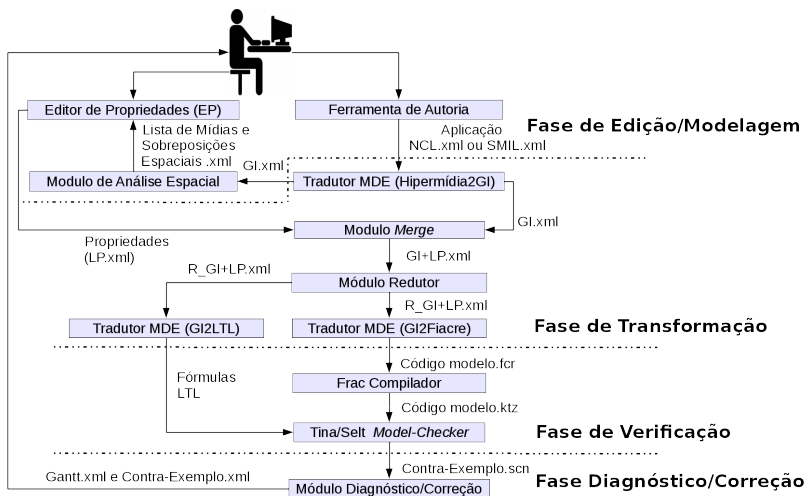 Editor de Propriedades (EP)
Ferramenta de Autoria
Fase de Edição/Modelagem
Lista de Mídias e
Sobreposições
Espaciais .xml
Aplicação
NCL.xml ou SMIL.xml
GI.xml
Modulo de Análise Espacial
Tradutor MDE (Hipermídia2GI)
GI.xml
Modulo Merge
Propriedades
(LP.xml)
GI+LP.xml
R_GI+LP.xml
Módulo Redutor
R_GI+LP.xml
Tradutor MDE (GI2LTL)
Tradutor MDE (GI2Fiacre)
Fase de Transformação
Código modelo.fcr
Fórmulas
LTL
Frac Compilador
Código modelo.ktz
Tina/Selt Model-Checker
Fase de Verificação
Contra-Exemplo.scn
Gantt.xml e Contra-Exemplo.xml
Módulo Diagnóstico/Correção
Fase Diagnóstico/Correção